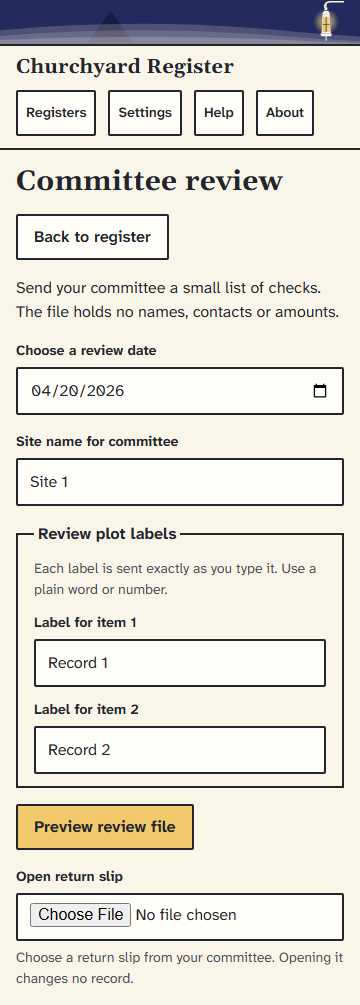 Churchyard Register
Registers
Settings
Help
About
Committee review
Back to register
Send your committee a small list of checks.
The file holds no names, contacts or amounts.
Choose a review date
04/20/2026
Site name for committee
Site 1
Review plot labels
Each label is sent exactly as you type it. Use a
plain word or number.
Label for item 1
Record 1
Label for item 2
Record 2
Preview review file
Open return slip
Choose File No file chosen
Choose a return slip from your committee. Opening it
changes no record.